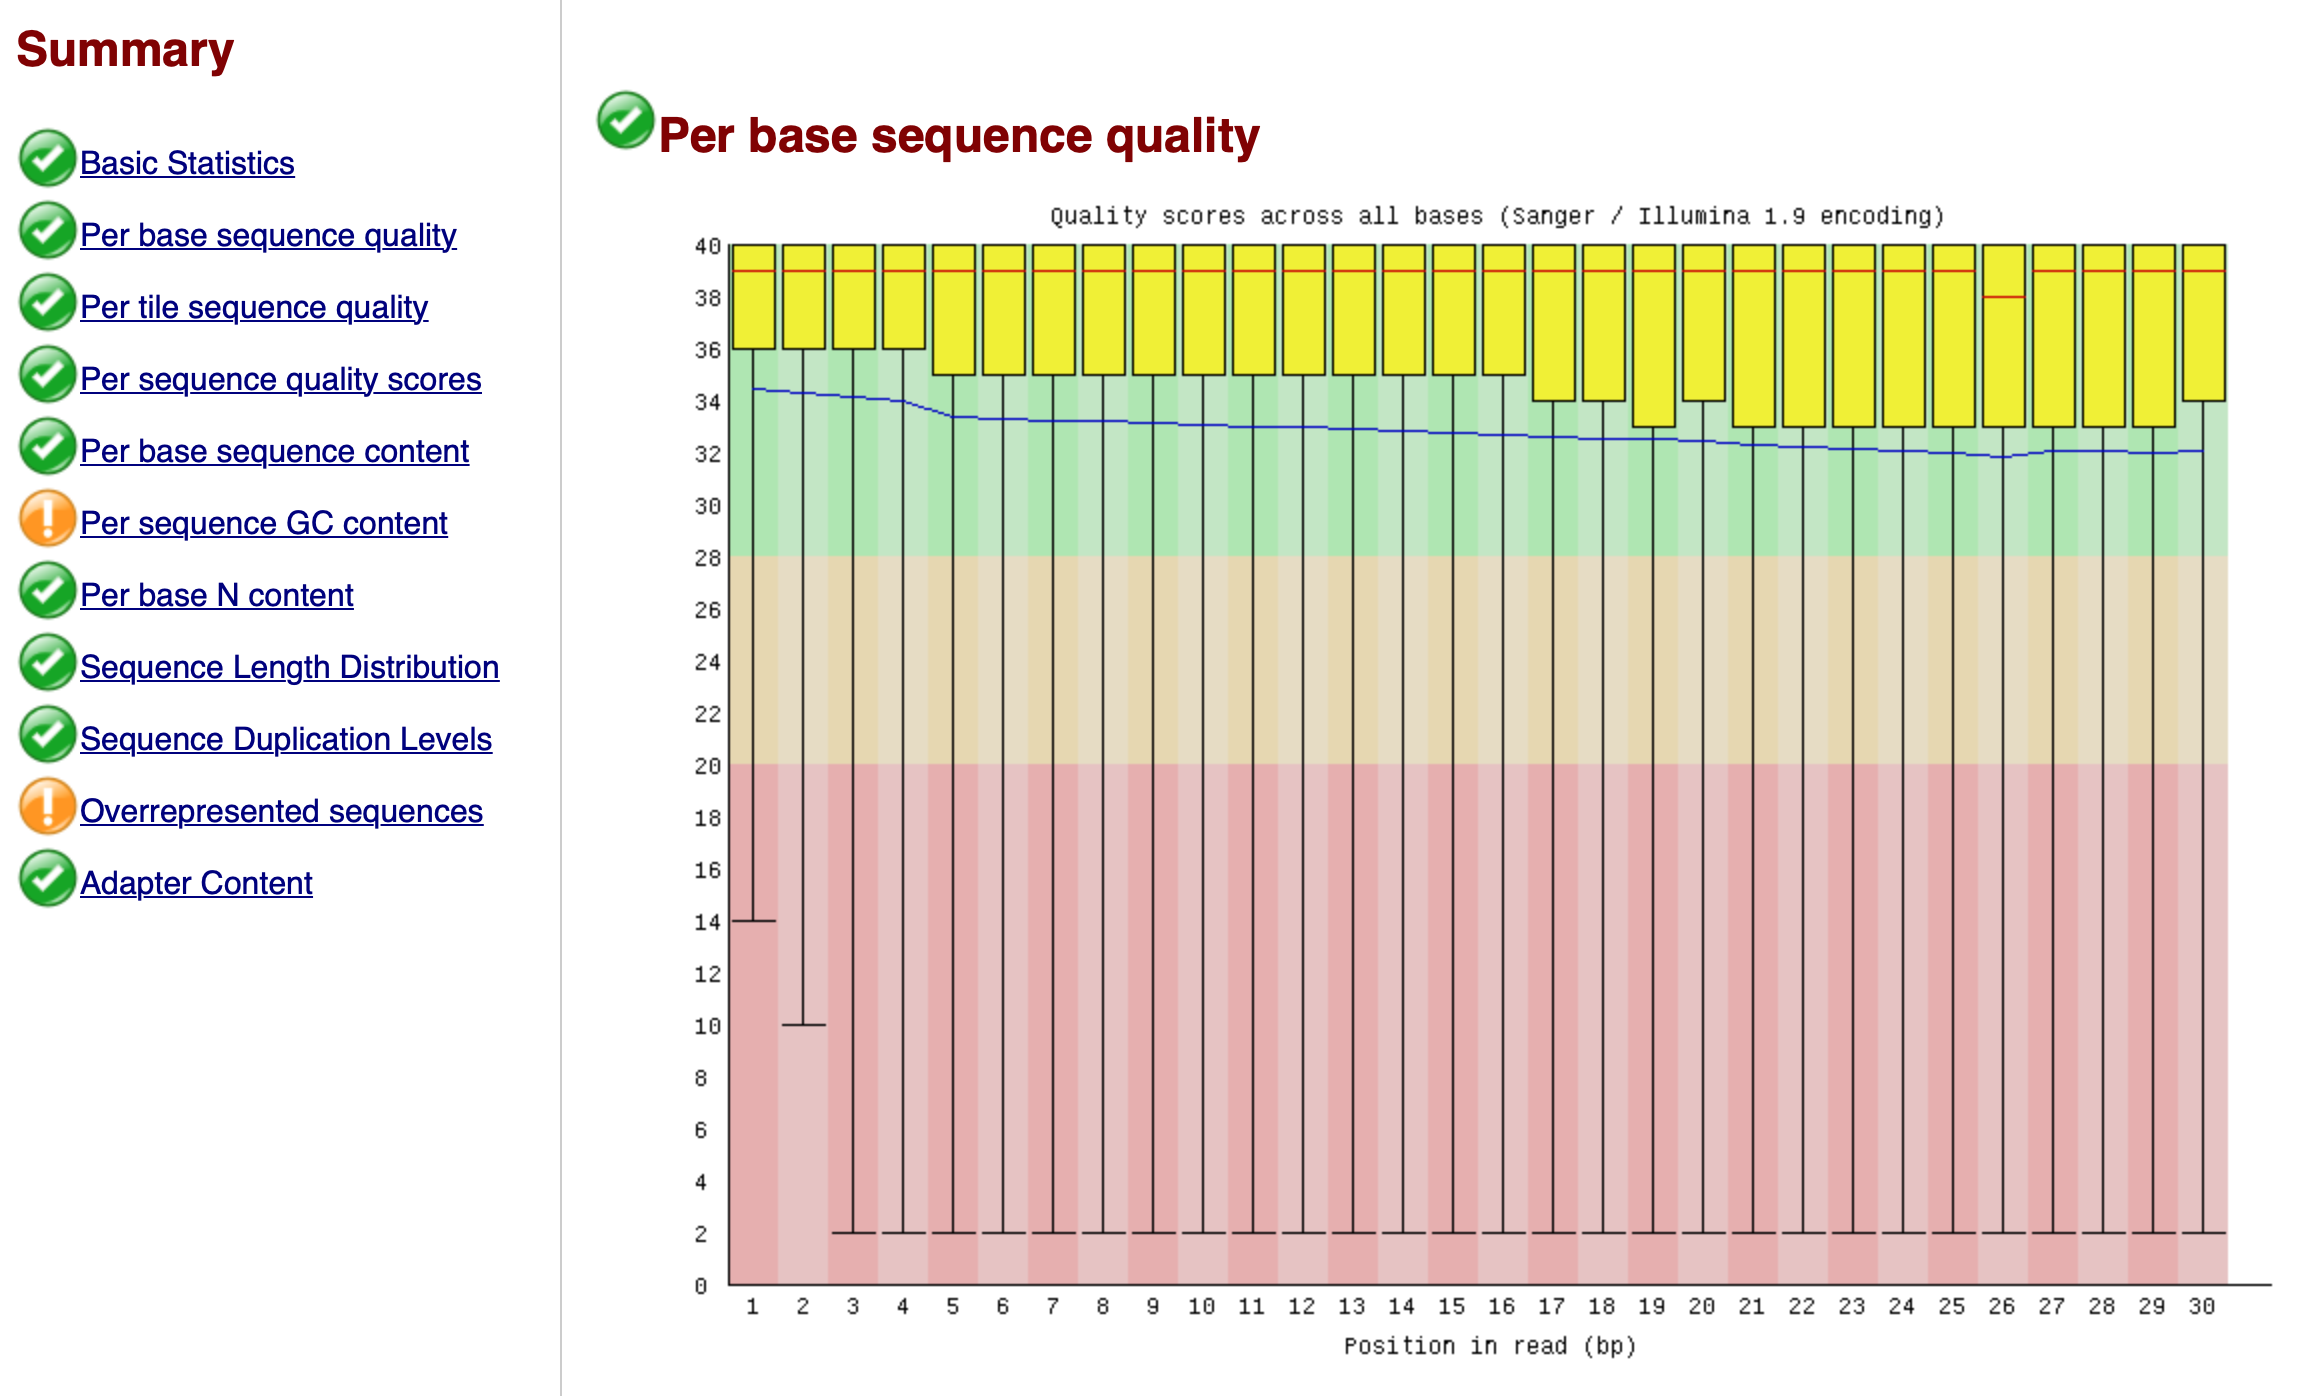 Summary
Basic Statistics
Per base sequence quality
Per tile sequence quality
Per sequence quality scores
Per base sequence content
Per sequence GC content
Per base N content
Sequence Length Distribution
Sequence Duplication Levels
Overrepresented sequences
Adapter Content
Per base sequence quality
Quality scores across all bases (Sanger / Illumina 1.9 encoding)
40
38
36
34
32
30
28
26
24
22
20
18
16
14
12
10
8
6
4
2
0
1 2 3 4 5 6 7 8 9 10 11 12 13 14 15 16 17 18 19 20 21 22 23 24 25 26 27 28 29 30
Position in read (bp)